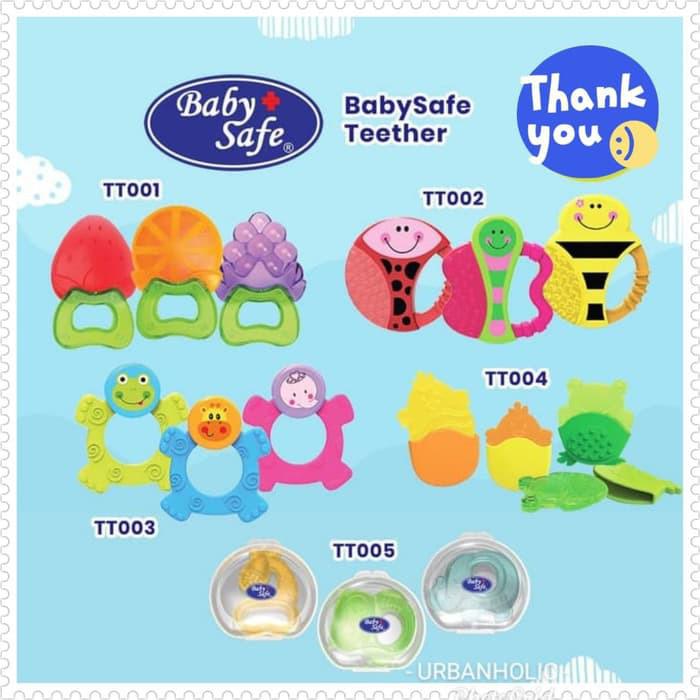 Baby
Safe®
BabySafe
Teether
Thank
you
TT001
TT002
TT003
TT004
TT005
Baby
Safe
Baby
Safe
Baby
Safe
- URBANHOLIC -